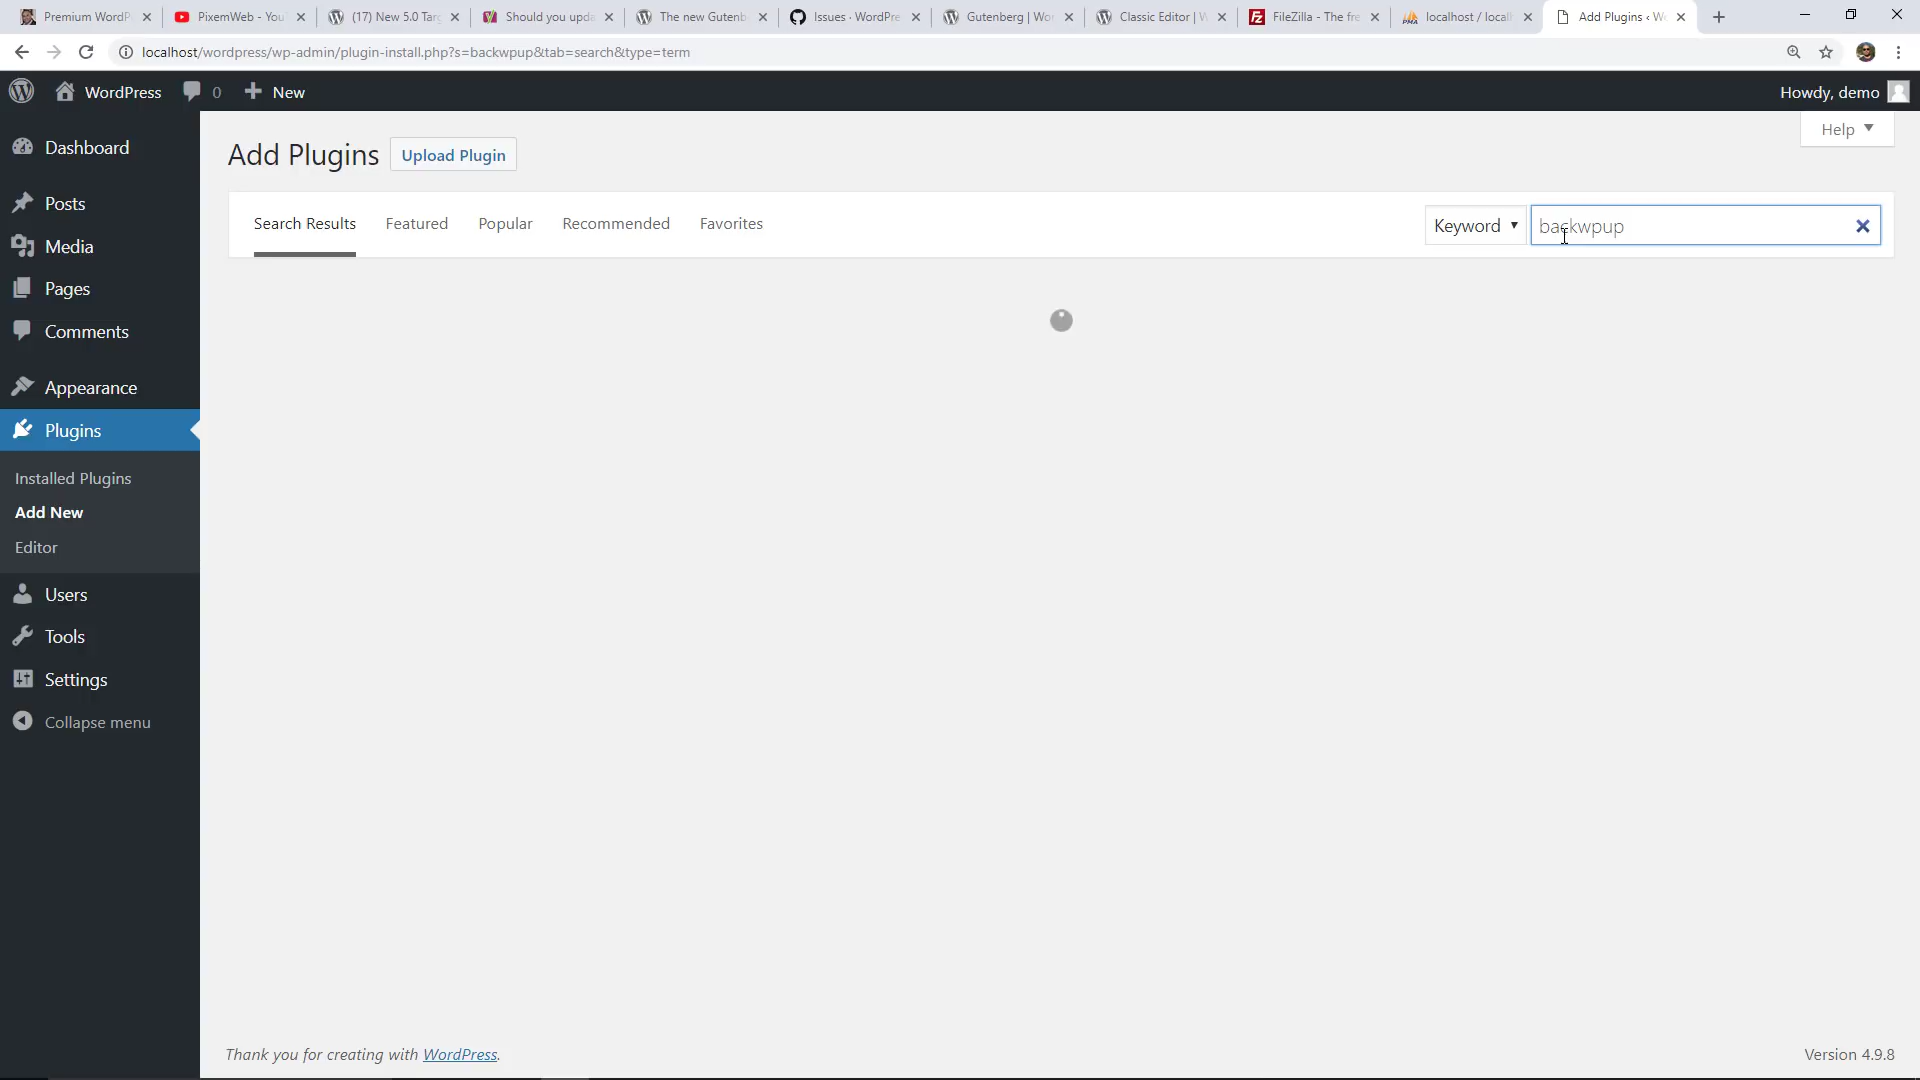 Premium WordP
PixemWeb - You
(17) New 5.0 Targ
Should you upda
The new Gutenb
Issues · WordPre
Gutenberg | Wor
Classic Editor | W
FileZilla - The fre
localhost / local
Add Plugins ‹ W
localhost/wordpress/wp-admin/plugin-install.php?s=backwpup&tab=search&type=term
WordPress
0
New
Howdy, demo
Help
Dashboard
Posts
Media
Pages
Comments
Appearance
Plugins
Installed Plugins
Add New
Editor
Users
Tools
Settings
Collapse menu
Add Plugins
Upload Plugin
Search Results
Featured
Popular
Recommended
Favorites
Keyword
backwpup
Thank you for creating with WordPress.
Version 4.9.8